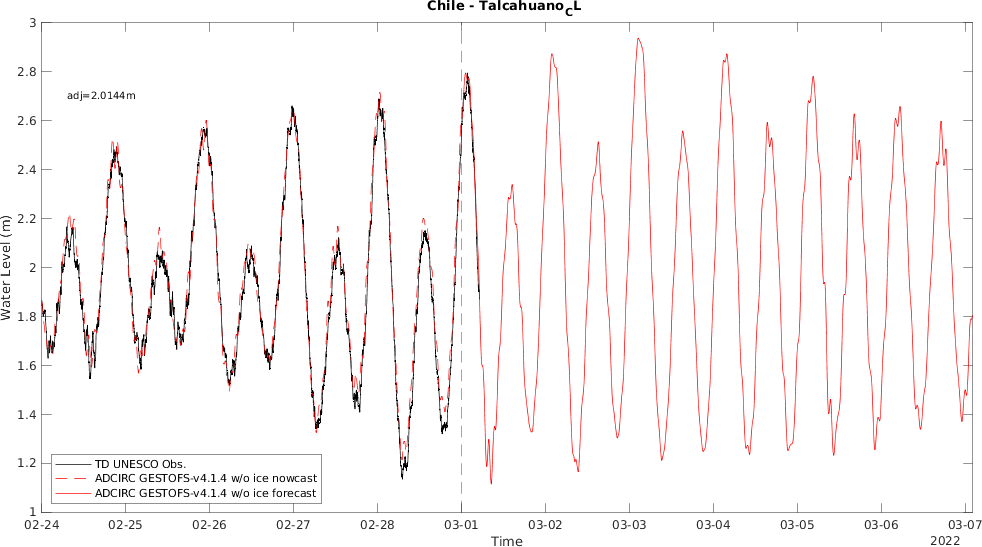 Chile - Talcahuano_CL
3
2.8
2.6
2.4
2.2
2
1.8
1.6
1.4
1.2
1
Water Level (m)
adj=2.0144m
TD UNESCO Obs.
ADCIRC GESTOFS-v4.1.4 w/o ice nowcast
ADCIRC GESTOFS-v4.1.4 w/o ice forecast
02-24 02-25 02-26 02-27 02-28 03-01 03-02 03-03 03-04 03-05 03-06 03-07
Time
2022